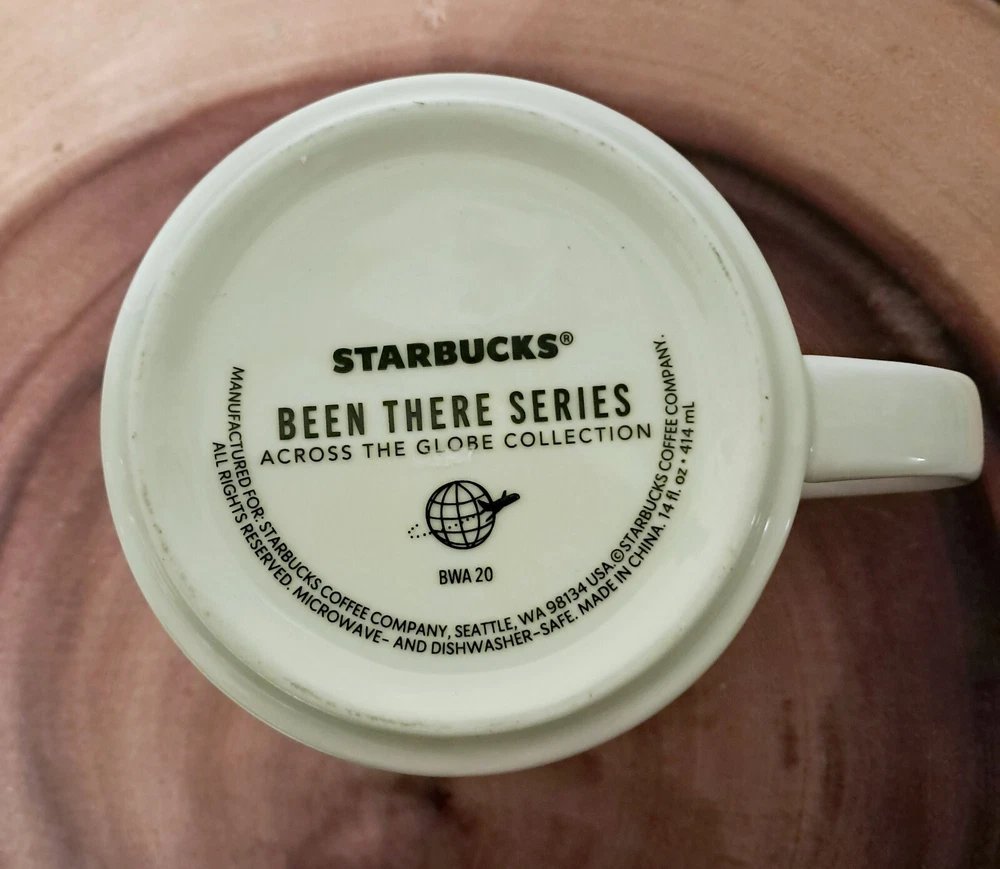 STARBUCKS®
BEEN THERE SERIES
ACROSS THE GLOBE COLLECTION
BWA 20
MANUFACTURED FOR: STARBUCKS COFFEE COMPANY, SEATTLE, WA 98134 USA.©STARBUCKS COFFEE COMPANY.
ALL RIGHTS RESERVED. MICROWAVE- AND DISHWASHER-SAFE. MADE IN CHINA. 14 fl. oz • 414 mL